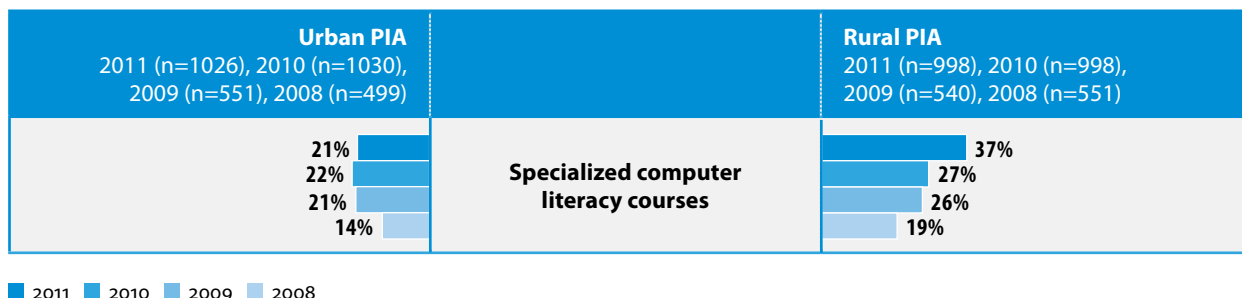 Urban PIA
2011 (n=1026), 2010 (n=1030),
2009 (n=551), 2008 (n=499)
Rural PIA
2011 (n=998), 2010 (n=998),
2009 (n=540), 2008 (n=551)
21%
22%
21%
14%
Specialized computer
literacy courses
37%
27%
26%
19%
2011 2010 2009 2008